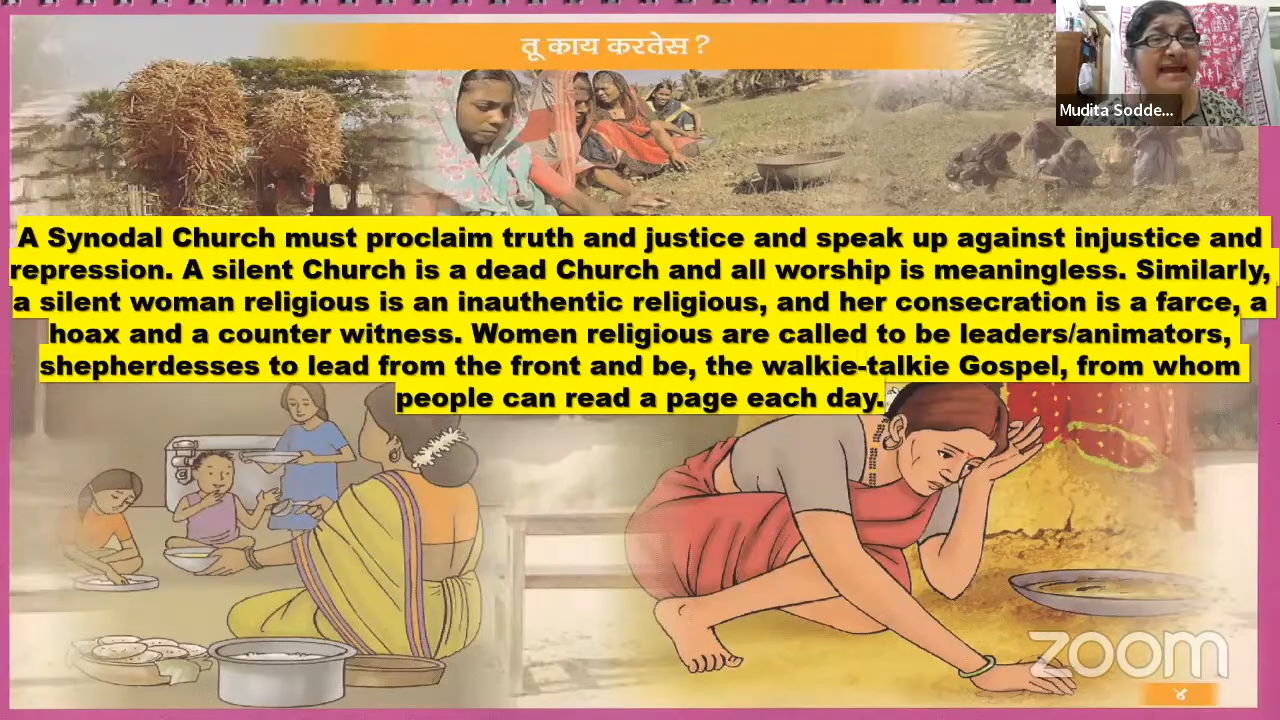 तू काय करतेस ?
Mudita Sodde...
A Synodal Church must proclaim truth and justice and speak up against injustice and
repression. A silent Church is a dead Church and all worship is meaningless. Similarly,
a silent woman religious is an inauthentic religious, and her consecration is a farce, a
hoax and a counter witness. Women religious are called to be leaders/animators,
shepherdesses to lead from the front and be, the walkie-talkie Gospel, from whom
people can read a page each day.
zoom
४